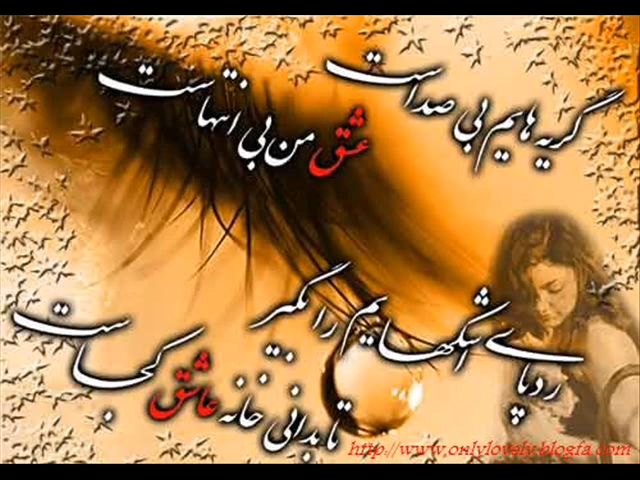 گریه هایم بی صداست
عشق من بی انتهاست
ردپای اشکهایم را بگیر
تا بدانی خانه عاشق کجاست
http://www.onlylovely.blogfa.com